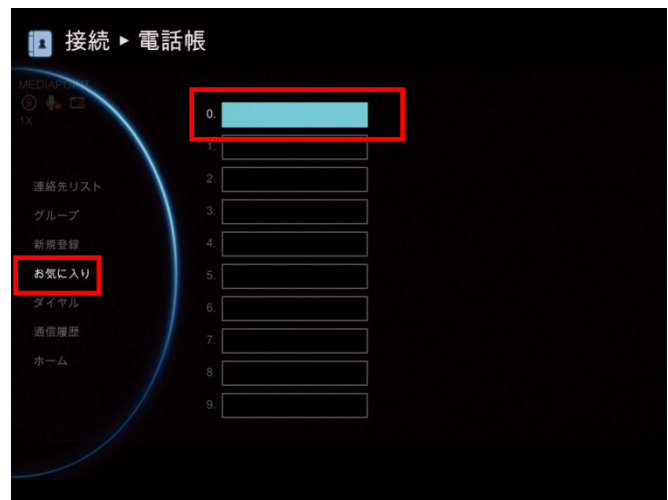 接続 ▶ 電話帳
MEDIAPOINT
1X
連絡先リスト
グループ
新規登録
お気に入り
ダイヤル
通信履歴
ホーム
0.
1.
2.
3.
4.
5.
6.
7.
8.
9.